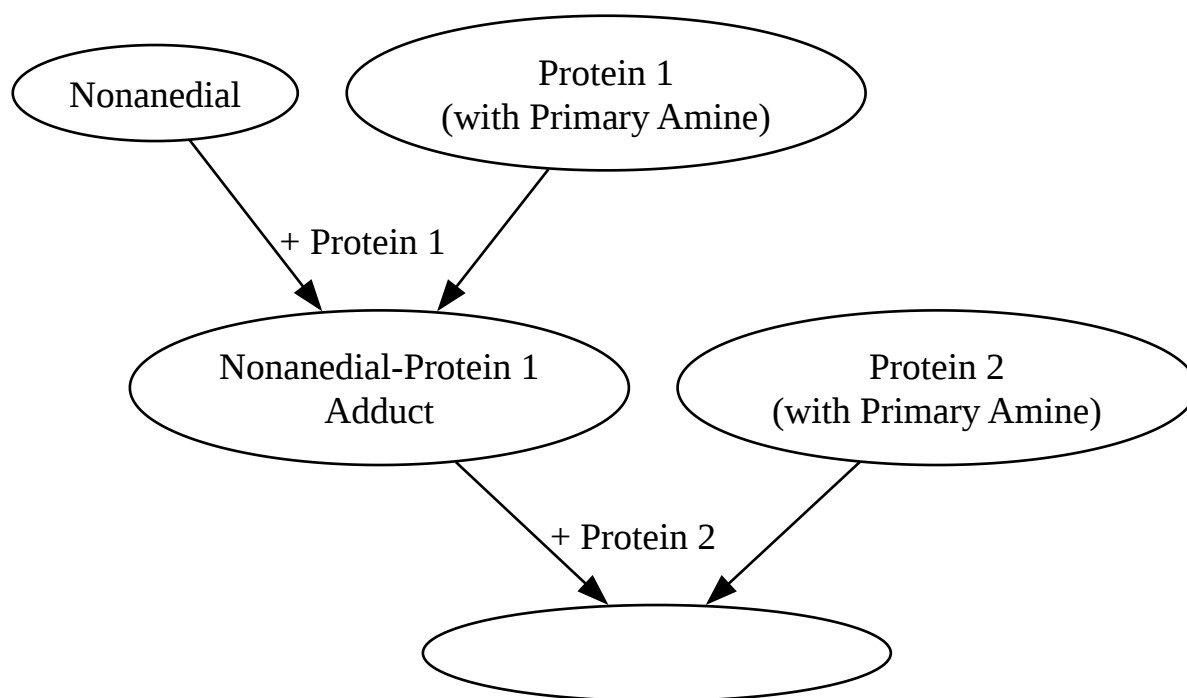 Nonanedial
Protein 1
(with Primary Amine)
+ Protein 1
Nonanedial-Protein 1
Adduct
Protein 2
(with Primary Amine)
+ Protein 2